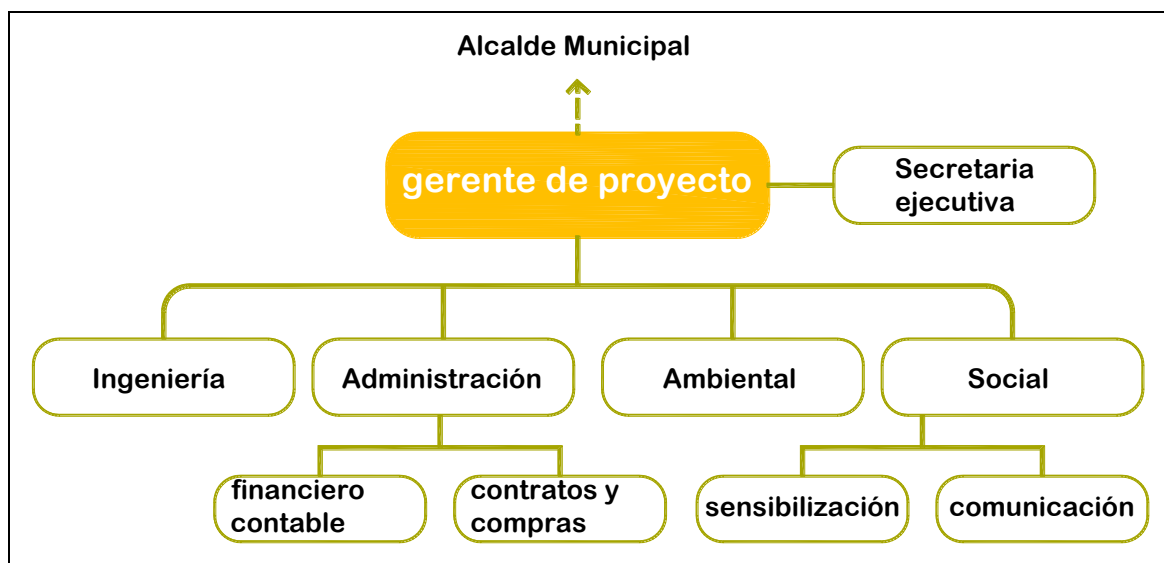 Alcalde Municipal
gerente de proyecto
Secretaria
ejecutiva
Ingeniería
Administración
Ambiental
Social
financiero
contable
contratos y
compras
sensibilización
comunicación